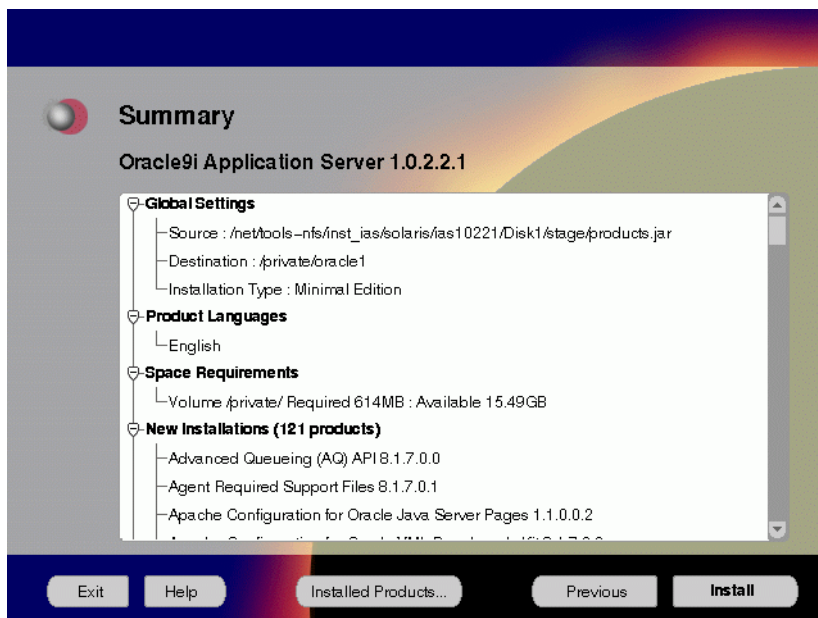 Summary
Oracle9i Application Server 1.0.2.2.1
Global Settings
Source : /net/tools-nfs/inst_ias/solaris/ias10221/Disk1/stage/products.jar
Destination : /private/oracle1
Installation Type : Minimal Edition
Product Languages
English
Space Requirements
Volume /private/ Required 614MB : Available 15.49GB
New Installations (121 products)
Advanced Queueing (AQ) API 8.1.7.0.0
Agent Required Support Files 8.1.7.0.1
Apache Configuration for Oracle Java Server Pages 1.1.0.0.2
Exit
Help
Installed Products...
Previous
Install